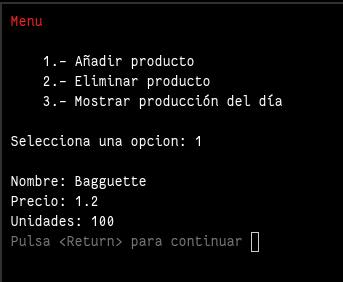 Menu
1.- Añadir producto
2.- Eliminar producto
3.- Mostrar producción del día
Selecciona una opcion: 1
Nombre: Bagguette
Precio: 1.2
Unidades: 100
Pulsa <Return> para continuar